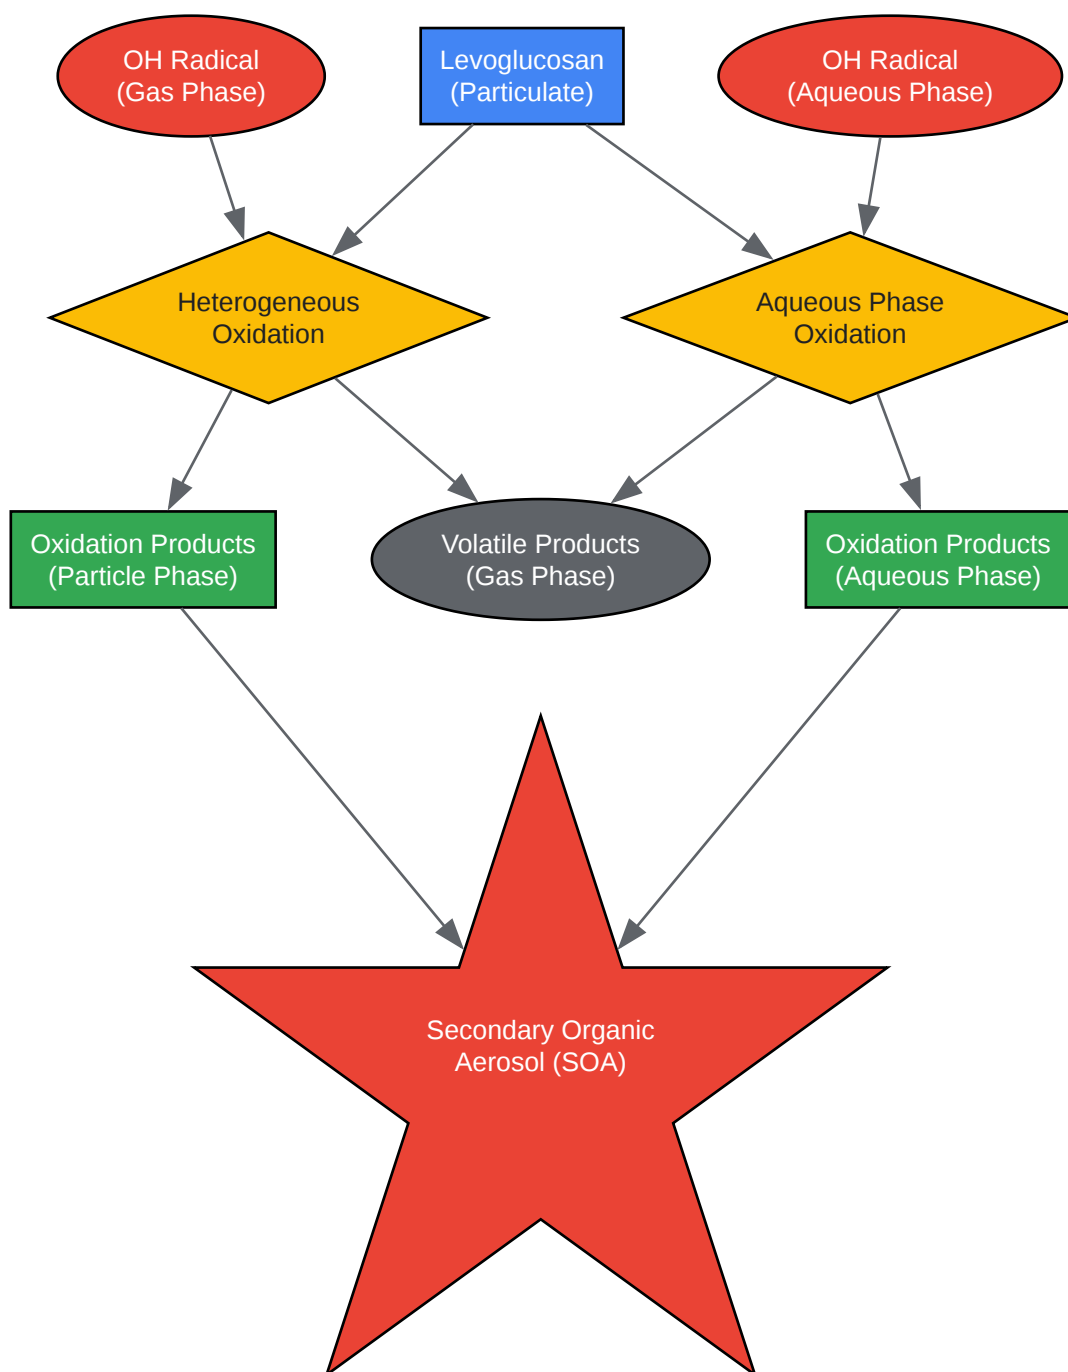 OH Radical
(Gas Phase)
Levoglucosan
(Particulate)
OH Radical
(Aqueous Phase)
Heterogeneous
Oxidation
Aqueous Phase
Oxidation
Oxidation Products
(Particle Phase)
Volatile Products
(Gas Phase)
Oxidation Products
(Aqueous Phase)
Secondary Organic
Aerosol (SOA)